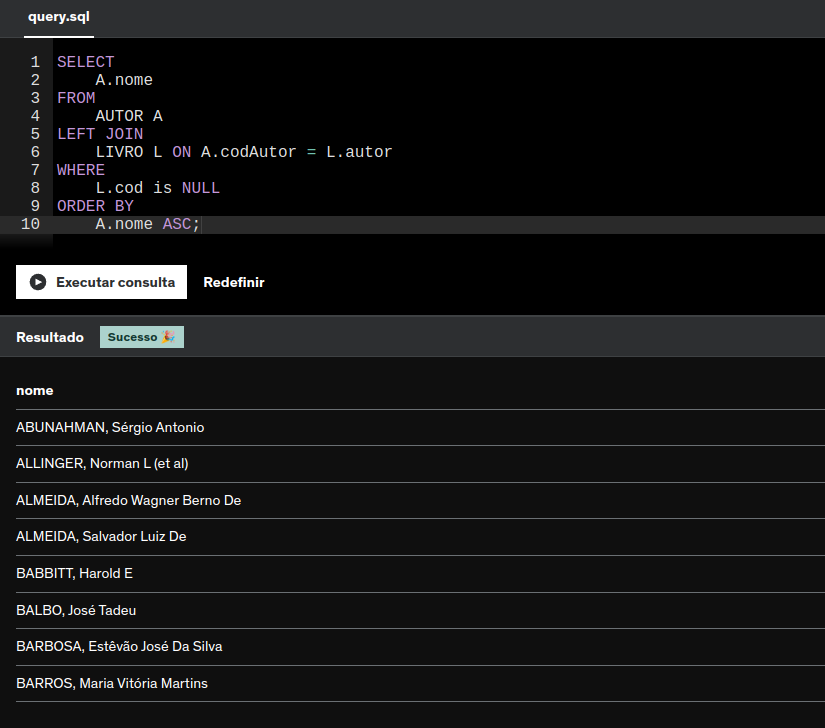 query.sql
1 SELECT
2     A.nome
3 FROM
4     AUTOR A
5 LEFT JOIN
6     LIVRO L ON A.codAutor = L.autor
7 WHERE
8     L.cod is NULL
9 ORDER BY
10     A.nome ASC;
Executar consulta Redefinir
Resultado Sucesso 🎉
nome
ABUNAHMAN, Sérgio Antonio
ALLINGER, Norman L (et al)
ALMEIDA, Alfredo Wagner Berno De
ALMEIDA, Salvador Luiz De
BABBITT, Harold E
BALBO, José Tadeu
BARBOSA, Estêvão José Da Silva
BARROS, Maria Vitória Martins